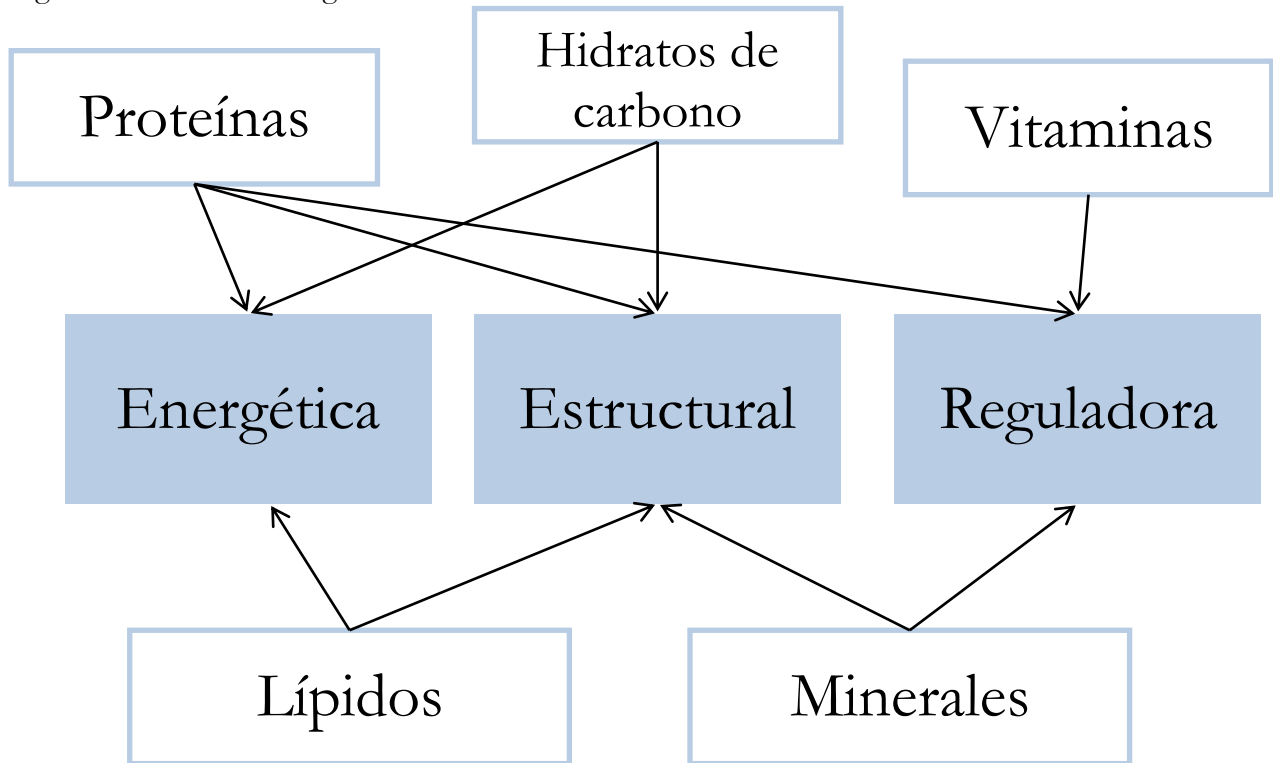 Proteínas
Hidratos de
carbono
Vitaminas
Energética
Estructural
Reguladora
Lípidos
Minerales